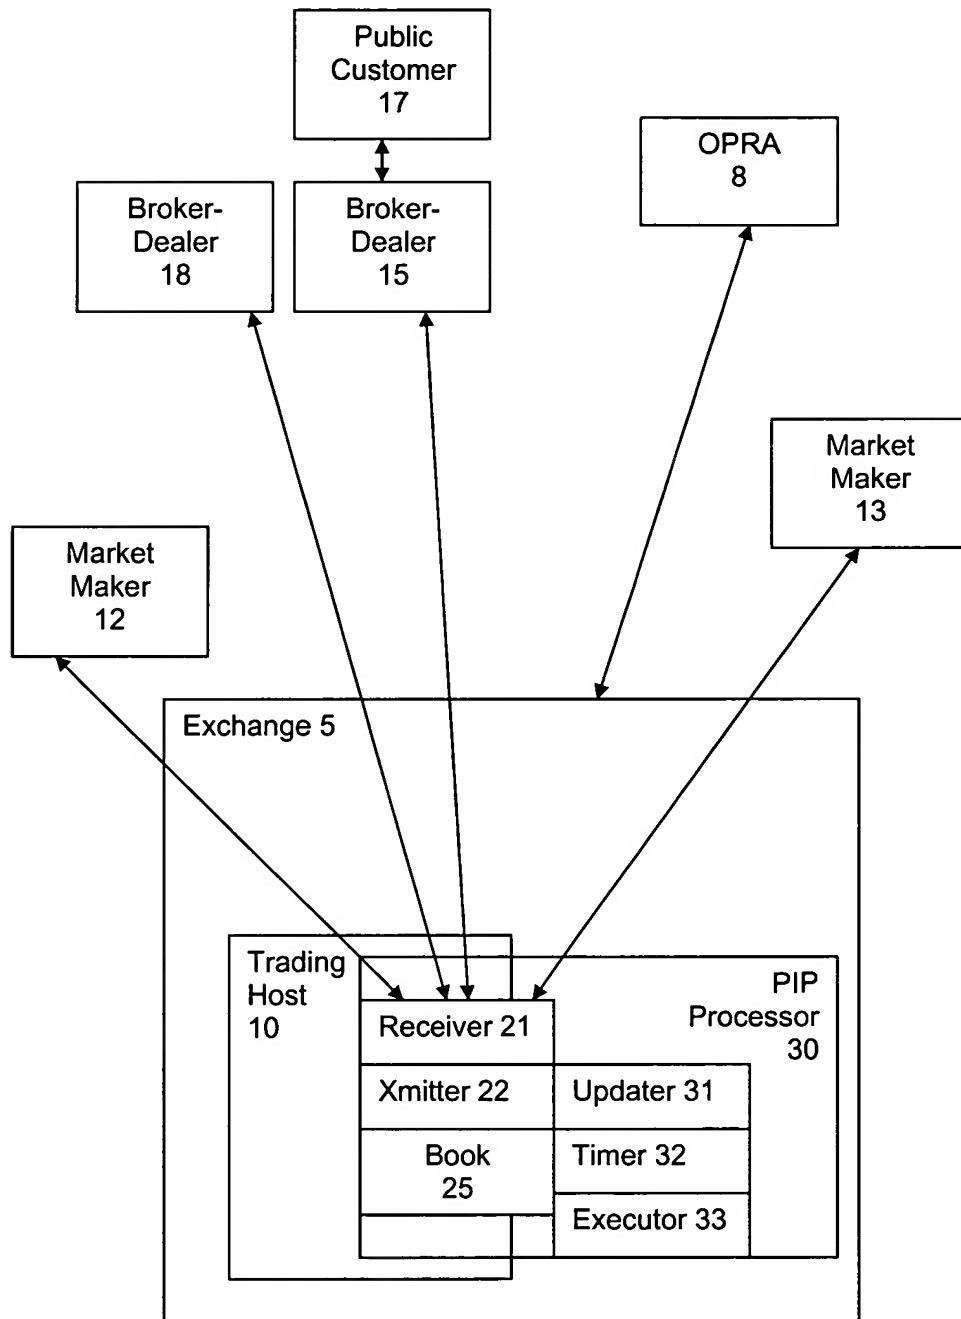 Public
Customer
17
OPRA
8
Broker-
Dealer
18
Broker-
Dealer
15
Market
Maker
13
Market
Maker
12
Exchange 5
Trading
Host
10
PIP
Processor
30
Receiver 21
Xmitter 22
Updater 31
Book
25
Timer 32
Executor 33